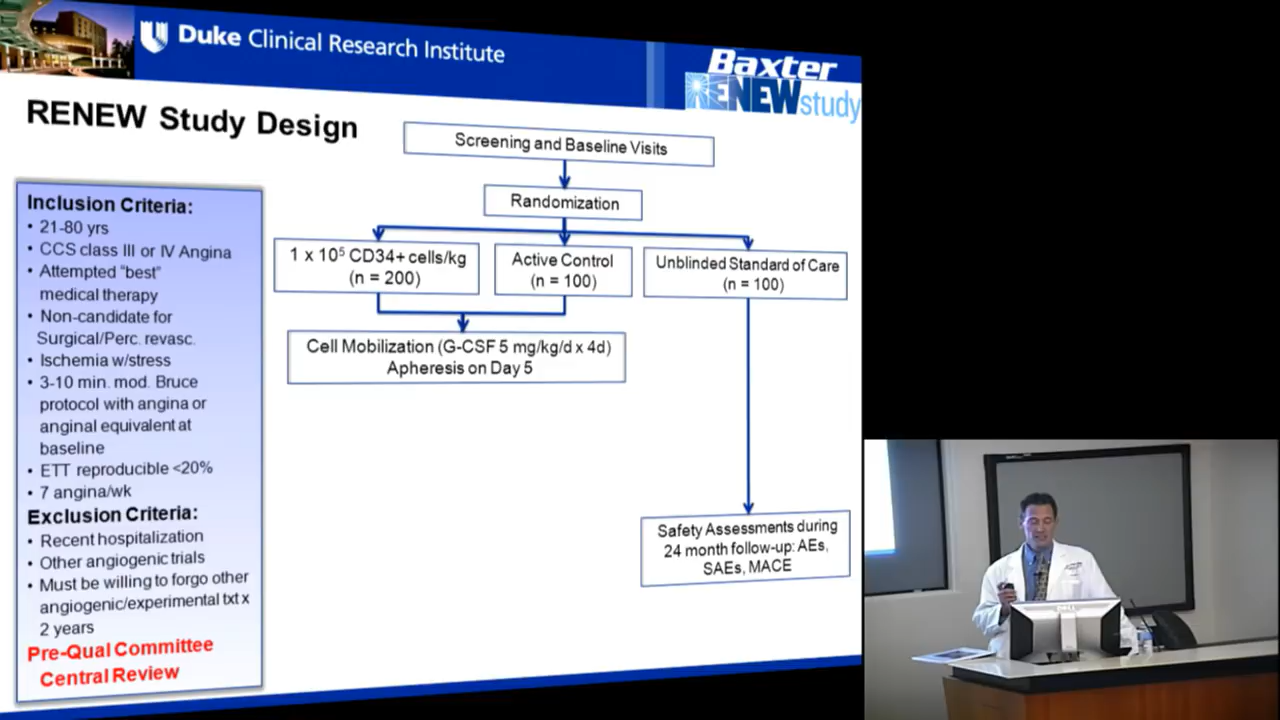 Duke Clinical Research Institute
Baxter
RENEW study
RENEW Study Design
Screening and Baseline Visits
Randomization
1 x 10⁵ CD34+ cells/kg
(n = 200)
Active Control
(n = 100)
Unblinded Standard of Care
(n = 100)
Cell Mobilization (G-CSF 5 mg/kg/d x 4d)
Apheresis on Day 5
Safety Assessments during
24 month follow-up: AEs,
SAEs, MACE
Inclusion Criteria:
• 21-80 yrs
• CCS class III or IV Angina
• Attempted "best"
medical therapy
• Non-candidate for
Surgical/Perc. revasc.
• Ischemia w/stress
• 3-10 min. mod. Bruce
protocol with angina or
anginal equivalent at
baseline
• ETT reproducible <20%
• 7 angina/wk
Exclusion Criteria:
• Recent hospitalization
• Other angiogenic trials
• Must be willing to forgo other
angiogenic/experimental txt x
2 years
Pre-Qual Committee
Central Review
DELL